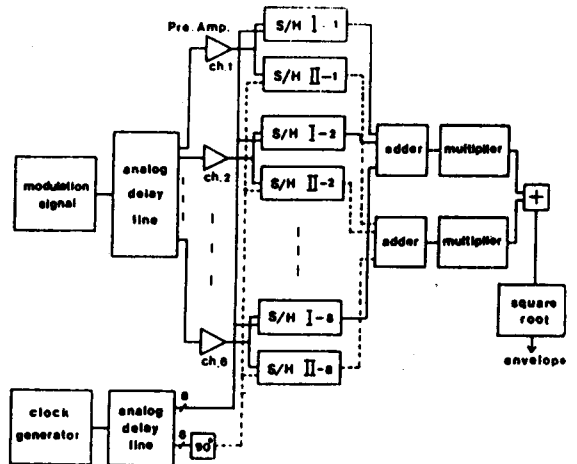 Pre. Amp.
ch.1
S/H I-1
S/H II-1
modulation
signal
analog
delay
line
ch.2
S/H I-2
S/H II-2
adder
multiplier
adder
multiplier
+
square
root
envelope
S/H I-8
S/H II-8
ch.8
clock
generator
analog
delay
line
8
8
90°